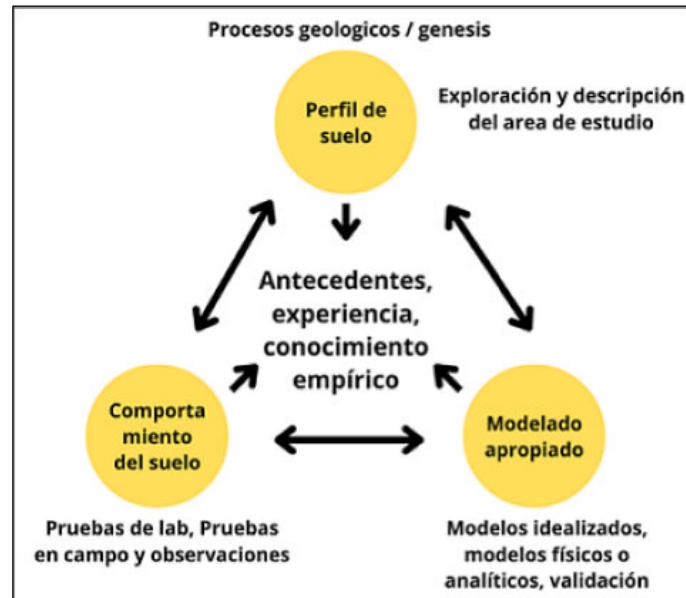 Procesos geologicos / genesis
Perfil de
suelo
Exploración y descripción
del area de estudio
Antecedentes,
experiencia,
conocimiento
empírico
Comporta
miento
del suelo
Modelado
apropiado
Pruebas de lab, Pruebas
en campo y observaciones
Modelos idealizados,
modelos físicos o
analíticos, validación